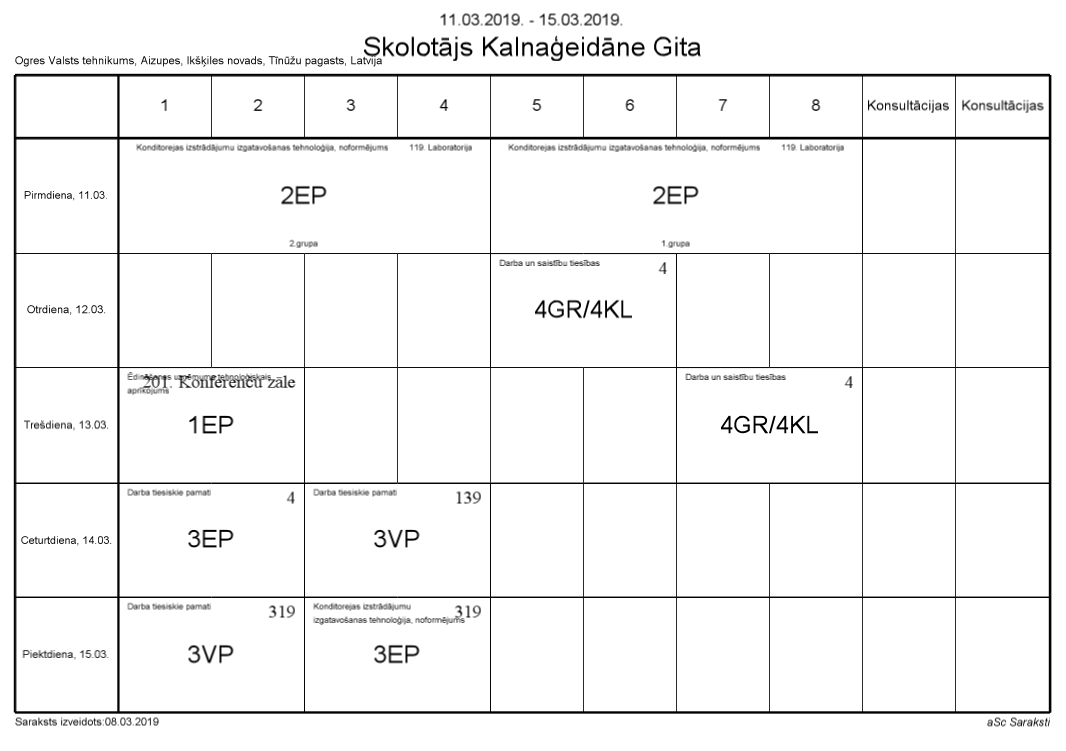 11.03.2019. - 15.03.2019.
Skolotājs Kalnaģeidāne Gita
Ogres Valsts tehnikums, Aizupes, Ikšķiles novads, Tīnūžu pagasts, Latvija
1 2 3 4 5 6 7 8 Konsultācijas Konsultācijas
Konditorejas izstrādājumu izgatavošanas tehnoloģija, noformējums 119. Laboratorija Konditorejas izstrādājumu izgatavošanas tehnoloģija, noformējums 119. Laboratorija
Pirmdiena, 11.03. 2EP 2EP
2.grupa 1.grupa
Darba un saistību tiesības 4
Otrdiena, 12.03. 4GR/4KL
Ēdināšanas uzņēmumu tehnoloģiskais 201. Konferenču zāle Darba un saistību tiesības 4
aprīkojums
Trešdiena, 13.03. 1EP 4GR/4KL
Darba tiesiskie pamati 4 Darba tiesiskie pamati 139
Ceturtdiena, 14.03. 3EP 3VP
Darba tiesiskie pamati 319 Konditorejas izstrādājumu 319
izgatavošanas tehnoloģija, noformējums
Piektdiena, 15.03. 3VP 3EP
Saraksts izveidots:08.03.2019 aSc Saraksti